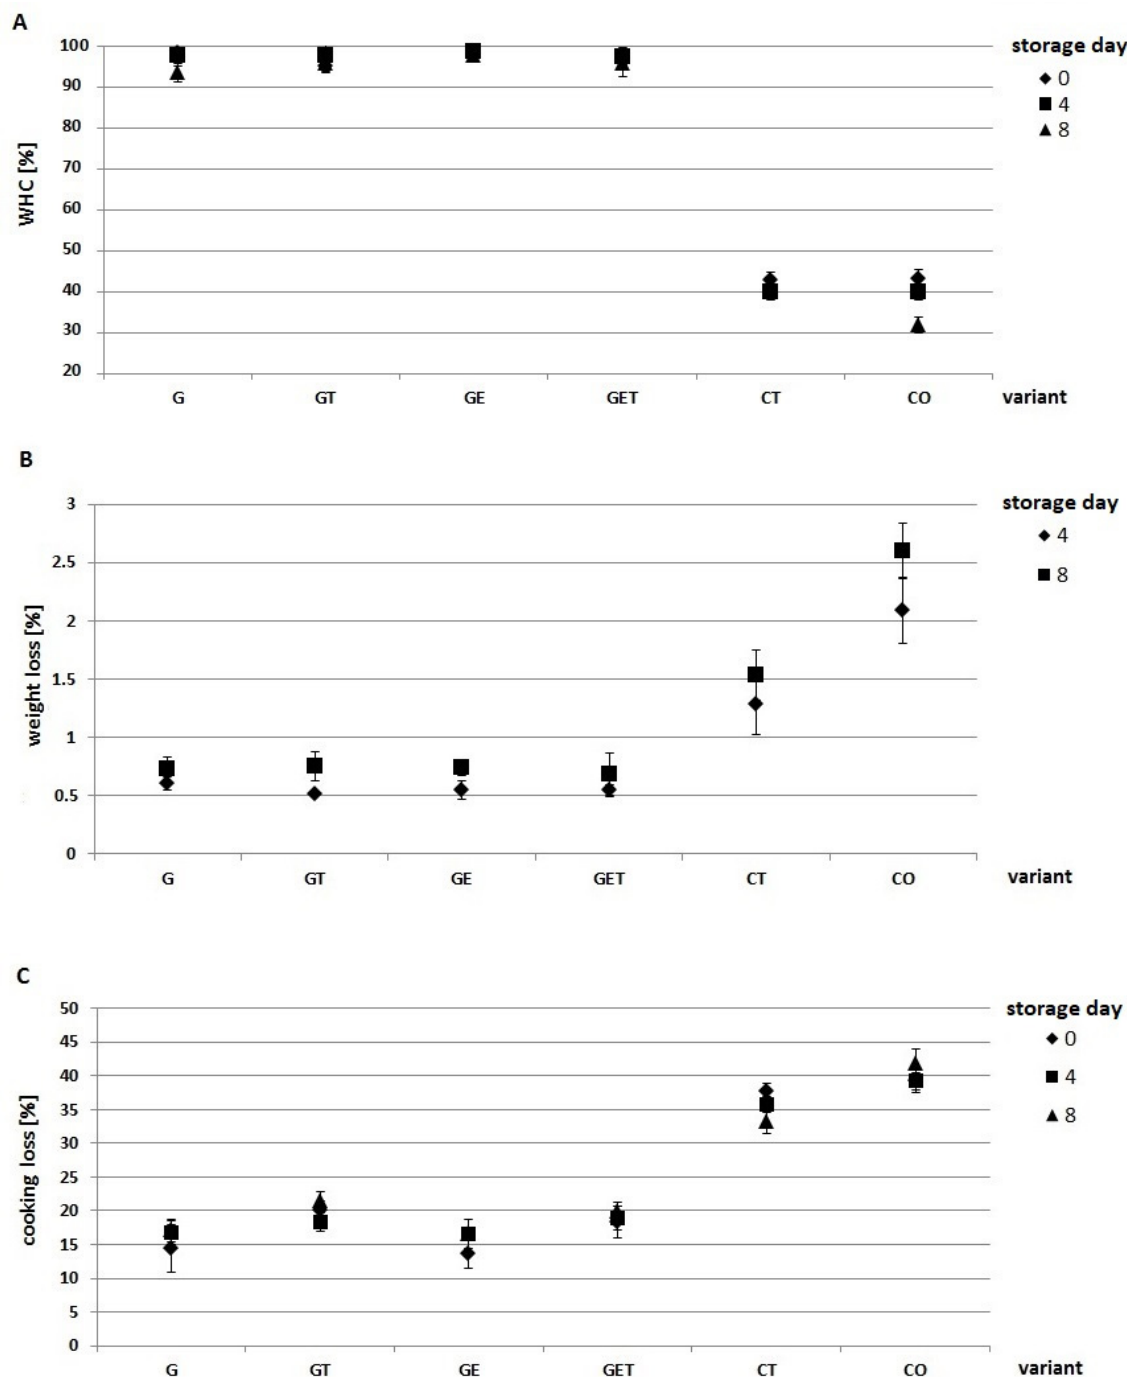 A
storage day
0
4
8
WHC [%]
100
90
80
70
60
50
40
30
20
G GT GE GET CT CO variant
B
storage day
4
8
weight loss [%]
3
2.5
2
1.5
1
0.5
0
G GT GE GET CT CO variant
C
storage day
0
4
8
cooking loss [%]
50
45
40
35
30
25
20
15
10
5
0
G GT GE GET CT CO variant